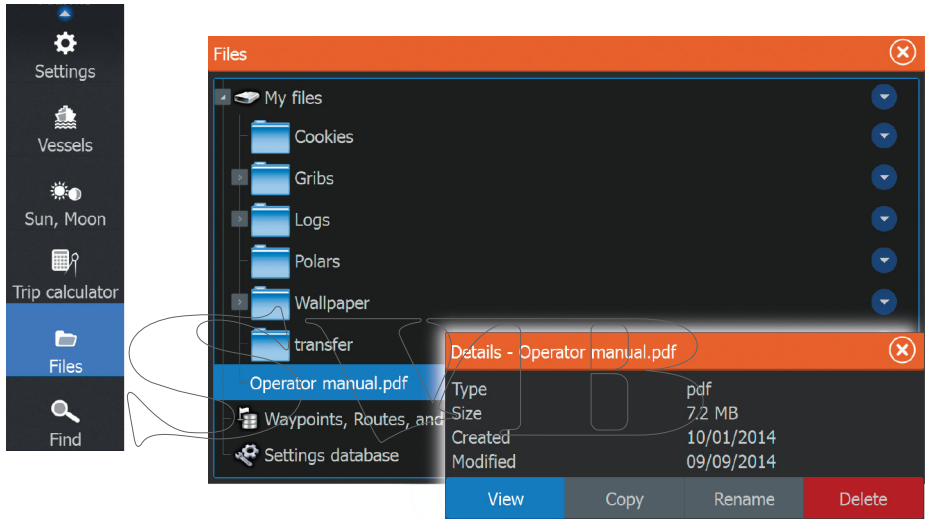 Settings
Vessels
Sun, Moon
Trip calculator
Files
Find
Files
My files
Cookies
Gribs
Logs
Polars
Wallpaper
transfer
Operator manual.pdf
Waypoints, Routes, and
Settings database
Details - Operator manual.pdf
Type pdf
Size 7.2 MB
Created 10/01/2014
Modified 09/09/2014
View Copy Rename Delete
SVB